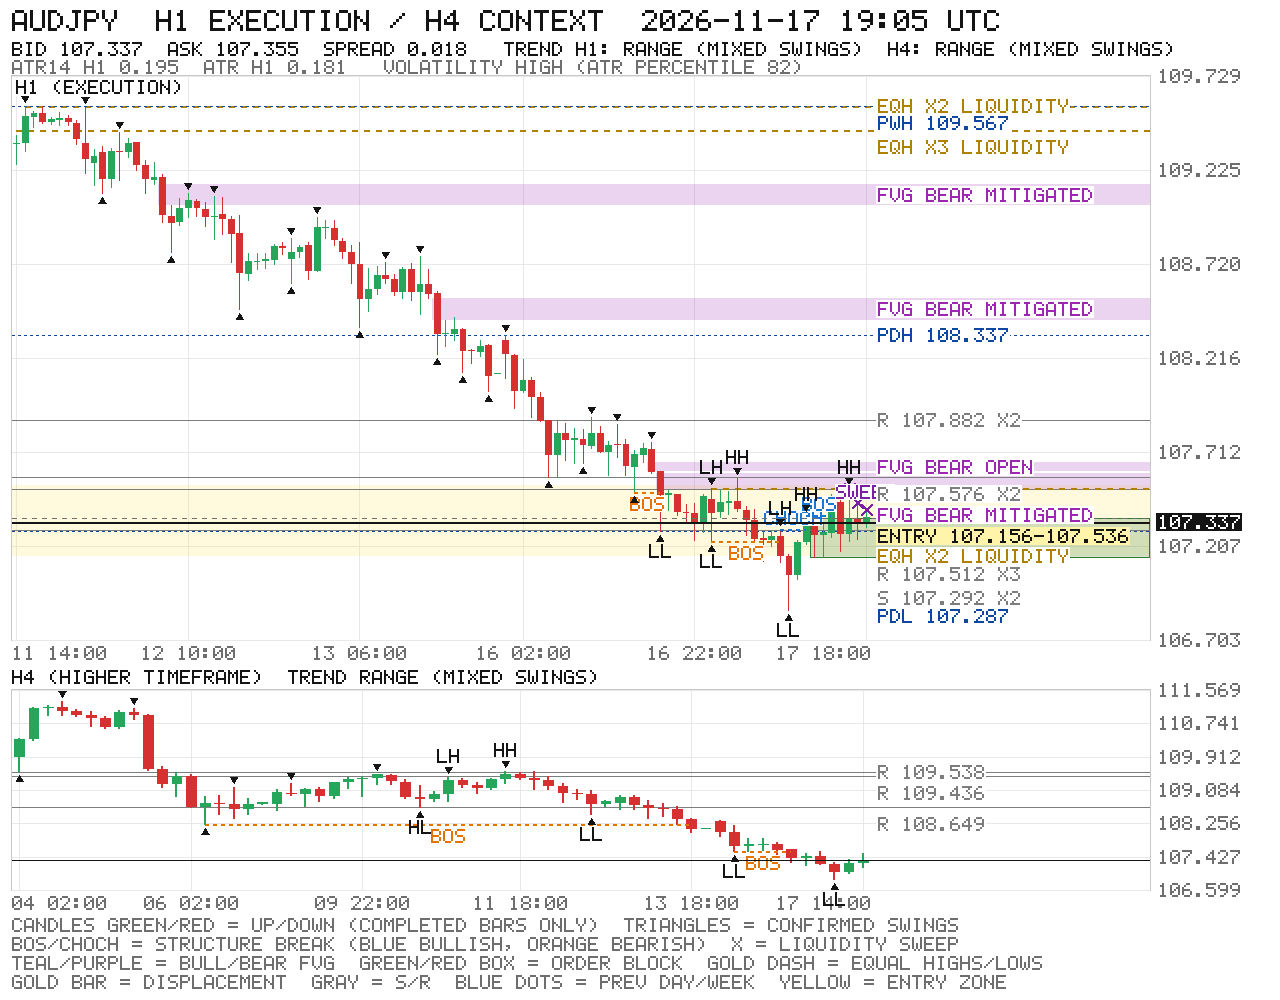 AUDJPY  H1 EXECUTION / H4 CONTEXT  2026-11-17 19:05 UTC
BID 107.337  ASK 107.355  SPREAD 0.018   TREND H1: RANGE (MIXED SWINGS)  H4: RANGE (MIXED SWINGS)
ATR14 H1 0.195  ATR H1 0.181   VOLATILITY HIGH (ATR PERCENTILE 82)
H1 (EXECUTION)
109.729
EQH X2 LIQUIDITY
PWH 109.567
EQH X3 LIQUIDITY
109.225
FVG BEAR MITIGATED
108.720
FVG BEAR MITIGATED
PDH 108.337
108.216
R 107.882 X2
107.712
HH
LH
HH
FVG BEAR OPEN
HH
SWEE
R 107.576 X2
BOS
BOS
LH
CHOCH
FVG BEAR MITIGATED
107.337
ENTRY 107.156-107.536
107.207
LL
BOS
LL
EQH X2 LIQUIDITY
R 107.512 X3
S 107.292 X2
PDL 107.287
LL
106.703
11 14:00  12 10:00  13 06:00  16 02:00  16 22:00  17 18:00
H4 (HIGHER TIMEFRAME)  TREND RANGE (MIXED SWINGS)
111.569
110.741
LH
HH
109.912
R 109.538
R 109.436
109.084
R 108.649
108.256
HL
BOS
LL
107.427
BOS
LL
106.599
LL
04 02:00  06 02:00  09 22:00  11 18:00  13 18:00  17 14:00
CANDLES GREEN/RED = UP/DOWN (COMPLETED BARS ONLY)  TRIANGLES = CONFIRMED SWINGS
BOS/CHOCH = STRUCTURE BREAK (BLUE BULLISH, ORANGE BEARISH)  X = LIQUIDITY SWEEP
TEAL/PURPLE = BULL/BEAR FVG  GREEN/RED BOX = ORDER BLOCK  GOLD DASH = EQUAL HIGHS/LOWS
GOLD BAR = DISPLACEMENT  GRAY = S/R  BLUE DOTS = PREV DAY/WEEK  YELLOW = ENTRY ZONE